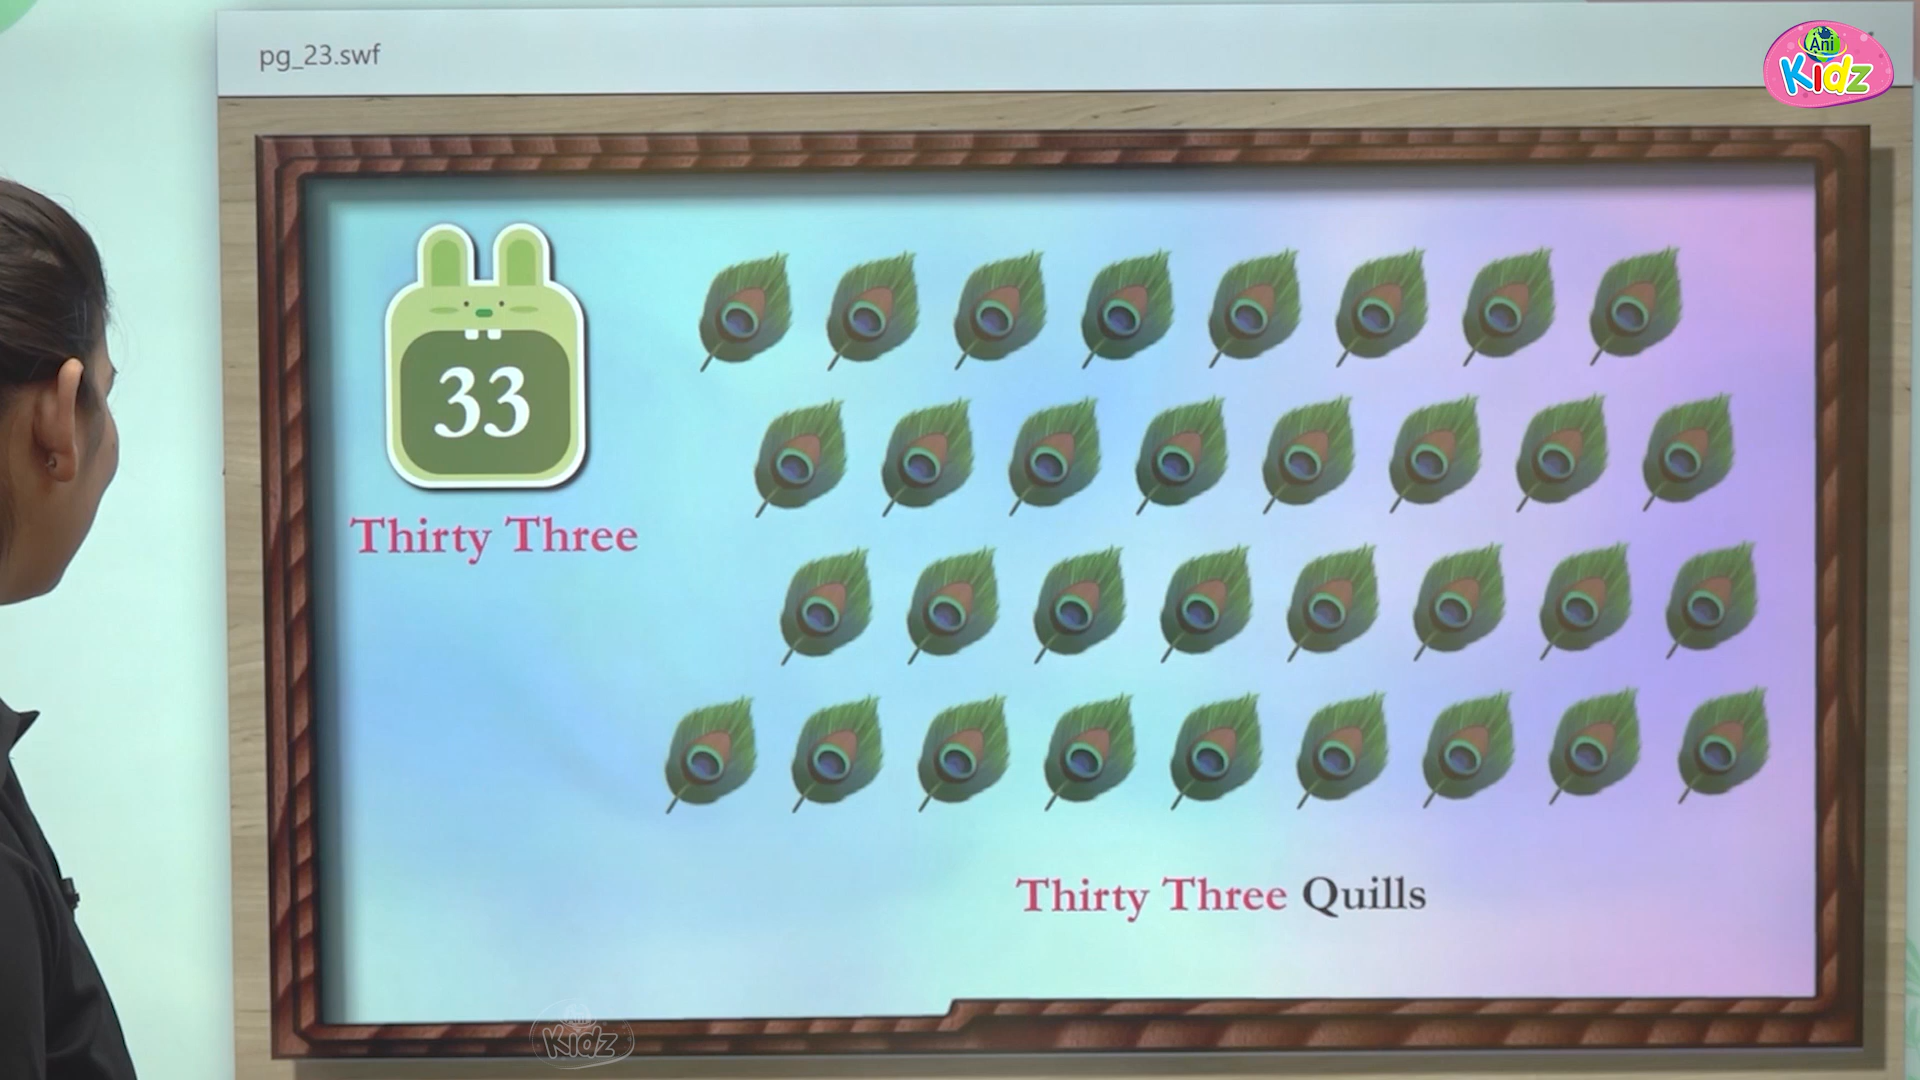 pg_23.swf
Ani
Kidz
33
Thirty Three
Thirty Three Quills
Ani
Kidz